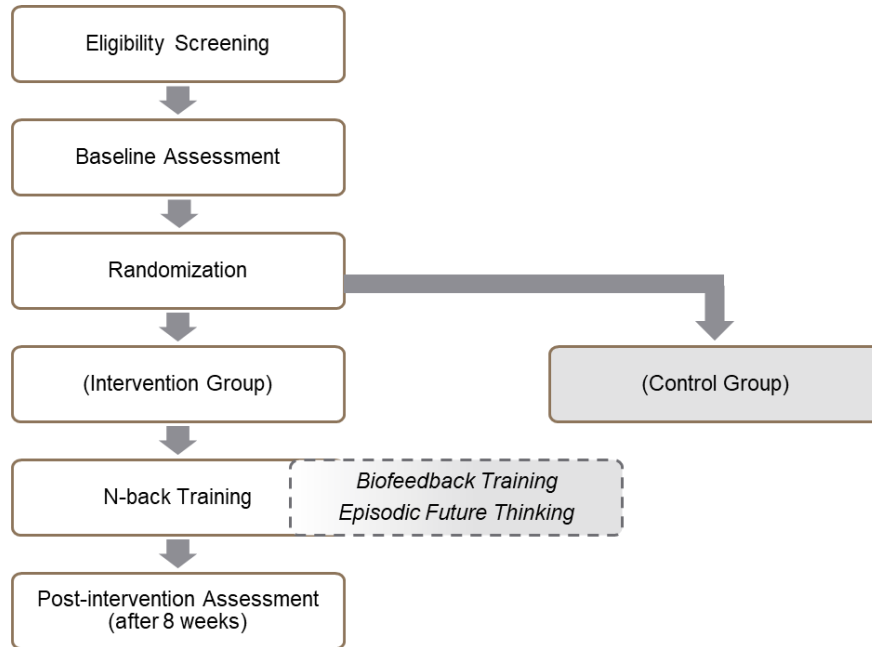 Eligibility Screening
Baseline Assessment
Randomization
(Intervention Group)
(Control Group)
N-back Training
Biofeedback Training
Episodic Future Thinking
Post-intervention Assessment
(after 8 weeks)